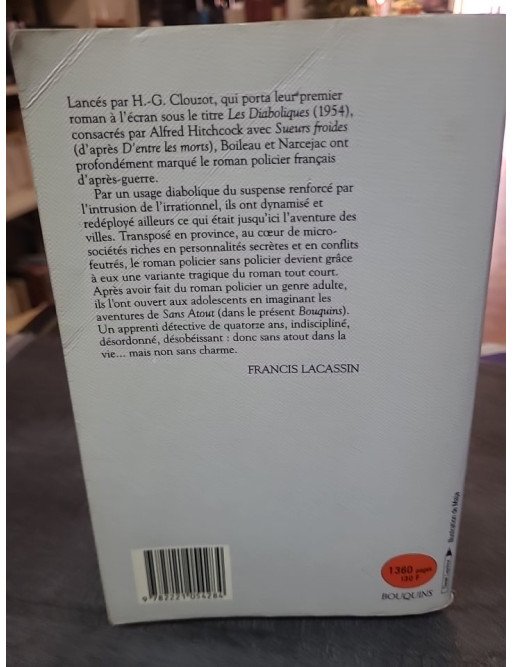 Lancés par H.-G. Clouzot, qui porta leur premier
roman à l'écran sous le titre Les Diaboliques (1954),
consacrés par Alfred Hitchcock avec Sueurs froides
(d'après D'entre les morts), Boileau et Narcejac ont
profondément marqué le roman policier français
d'après-guerre.
Par un usage diabolique du suspense renforcé par
l'intrusion de l'irrationnel, ils ont dynamisé et
redéployé ailleurs ce qui était jusqu'ici l'aventure des
villes. Transposé en province, au cœur de micro-
sociétés riches en personnalités secrètes et en conflits
feutrés, le roman policier sans policier devient grâce
à eux une variante tragique du roman tout court.
Après avoir fait du roman policier un genre adulte,
ils l'ont ouvert aux adolescents en imaginant les
aventures de Sans Atout (dans le présent Bouquins).
Un apprenti détective de quatorze ans, indiscipliné,
désordonné, désobéissant : donc sans atout dans la
vie... mais non sans charme.
FRANCIS LACASSIN
9 782221 054284
1360 pages
130 F
BOUQUINS
Illustration de Maja